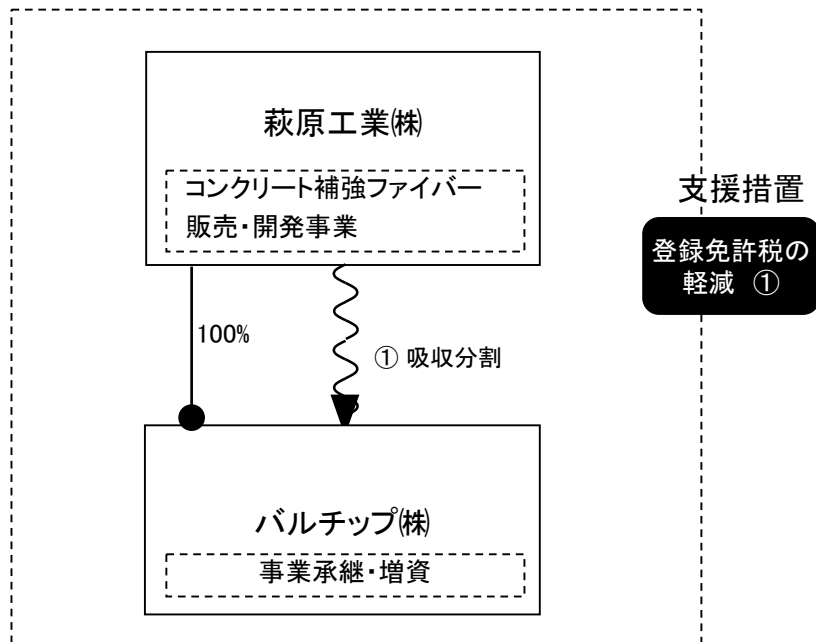 萩原工業㈱
コンクリート補強ファイバー
販売・開発事業
支援措置
登録免許税の
軽減 ①
100%
① 吸収分割
バルチップ㈱
事業承継・増資